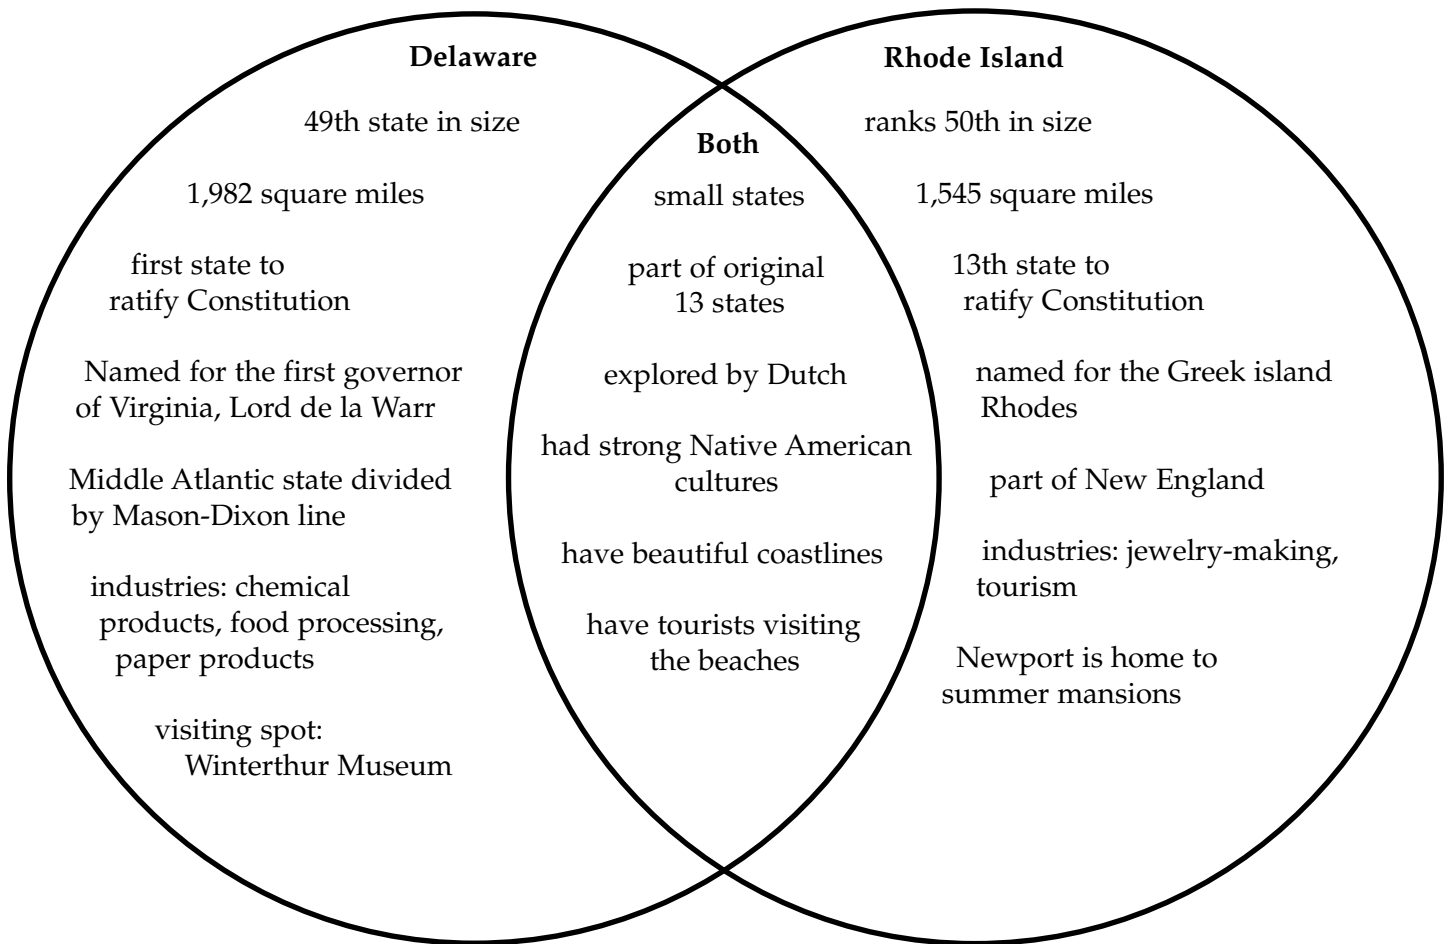 Delaware
49th state in size
1,982 square miles
first state to
ratify Constitution
Named for the first governor
of Virginia, Lord de la Warr
Middle Atlantic state divided
by Mason-Dixon line
industries: chemical
products, food processing,
paper products
visiting spot:
Winterthur Museum
Both
small states
part of original
13 states
explored by Dutch
had strong Native American
cultures
have beautiful coastlines
have tourists visiting
the beaches
Rhode Island
ranks 50th in size
1,545 square miles
13th state to
ratify Constitution
named for the Greek island
Rhodes
part of New England
industries: jewelry-making,
tourism
Newport is home to
summer mansions